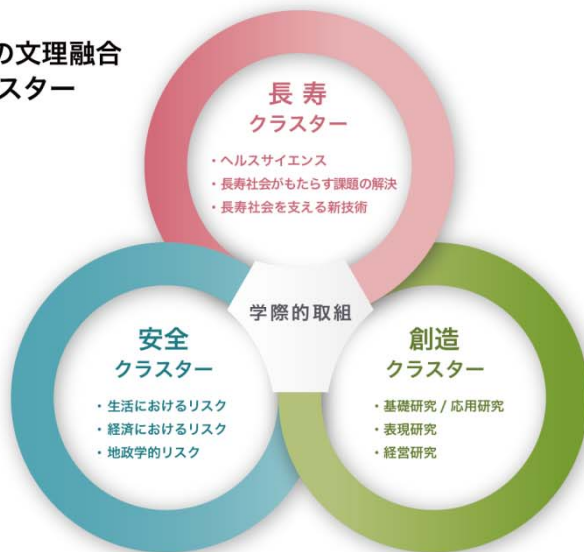 の文理融合
スター
長寿
クラスター
・ヘルスサイエンス
・長寿社会がもたらす課題の解決
・長寿社会を支える新技術
学際的取組
安全
クラスター
・生活におけるリスク
・経済におけるリスク
・地政学的リスク
創造
クラスター
・基礎研究 / 応用研究
・表現研究
・経営研究